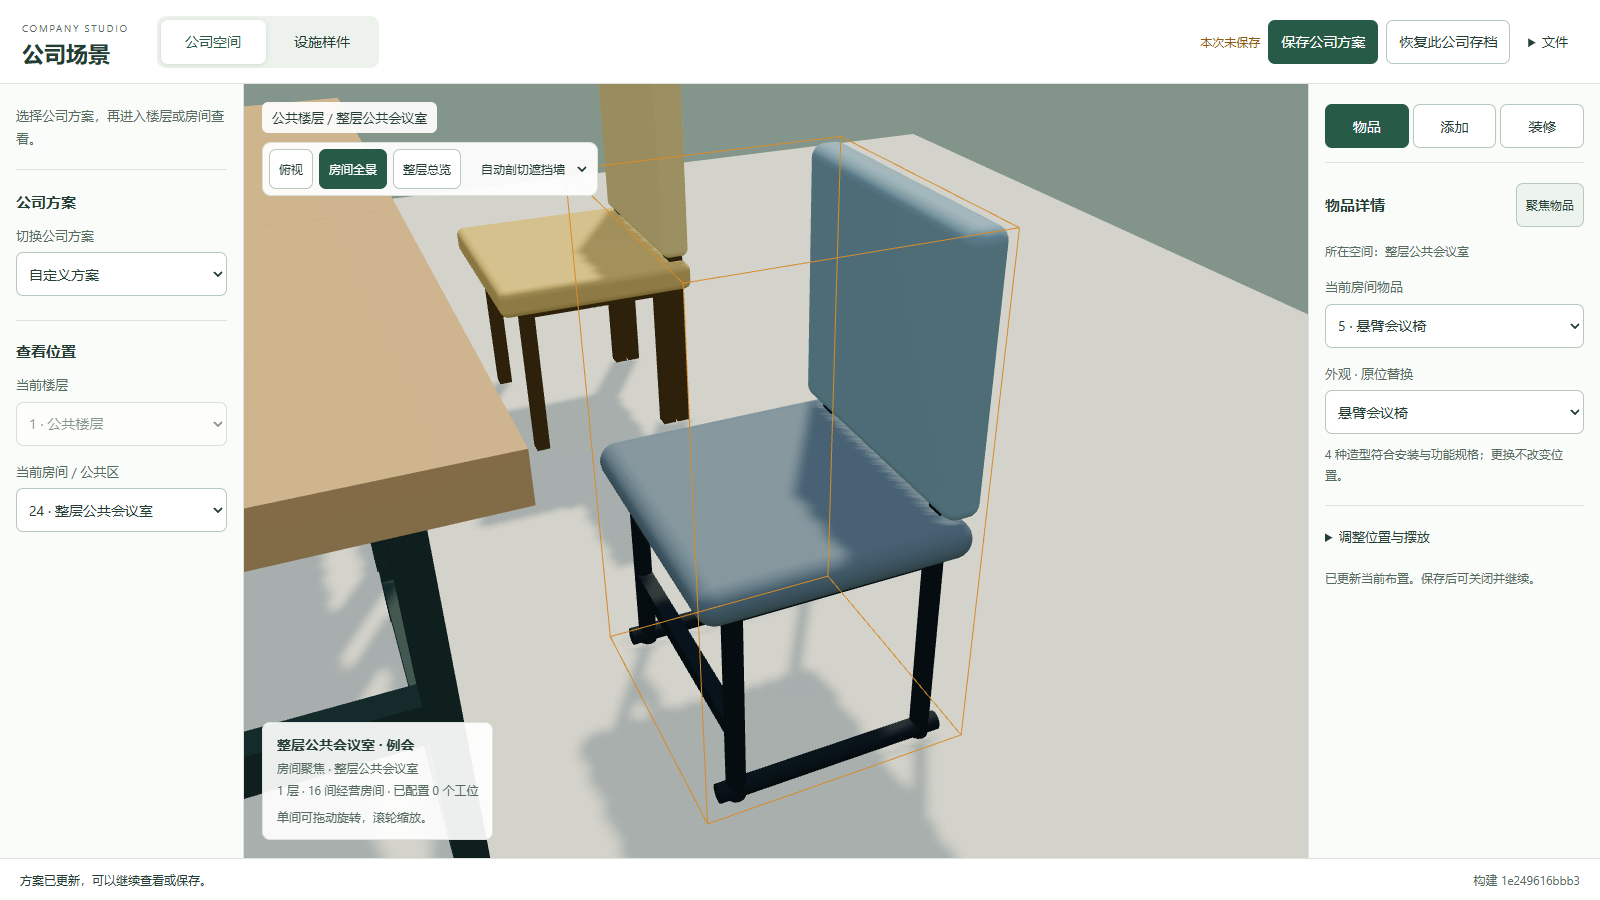 COMPANY STUDIO
公司场景
公司空间
设施样件
本次未保存
保存公司方案
恢复此公司存档
▶ 文件
选择公司方案，再进入楼层或房间查
看。
公司方案
切换公司方案
自定义方案
查看位置
当前楼层
1 · 公共楼层
当前房间 / 公共区
24 · 整层公共会议室
公共楼层 / 整层公共会议室
俯视
房间全景
整层总览
自动剖切遮挡墙
整层公共会议室 · 例会
房间聚焦 · 整层公共会议室
1 层 · 16 间经营房间 · 已配置 0 个工位
单间可拖动旋转，滚轮缩放。
物品
添加
装修
物品详情
聚焦物品
所在空间：整层公共会议室
当前房间物品
5 · 悬臂会议椅
外观 · 原位替换
悬臂会议椅
4 种造型符合安装与功能规格；更换不改变位
置。
▶ 调整位置与摆放
已更新当前布置。保存后可关闭并继续。
方案已更新，可以继续查看或保存。
构建 1e249616bbb3